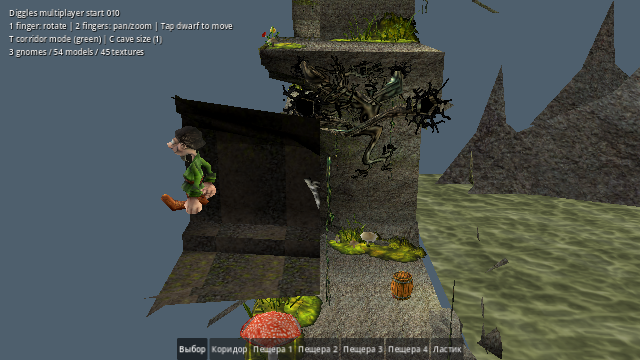 Diggles multiplayer start 010
1 finger: rotate | 2 fingers: pan/zoom | Tap dwarf to move
T corridor mode (green) | C cave size (1)
3 gnomes / 54 models / 45 textures
Выбор Коридор Пещера 1 Пещера 2 Пещера 3 Пещера 4 Ластик